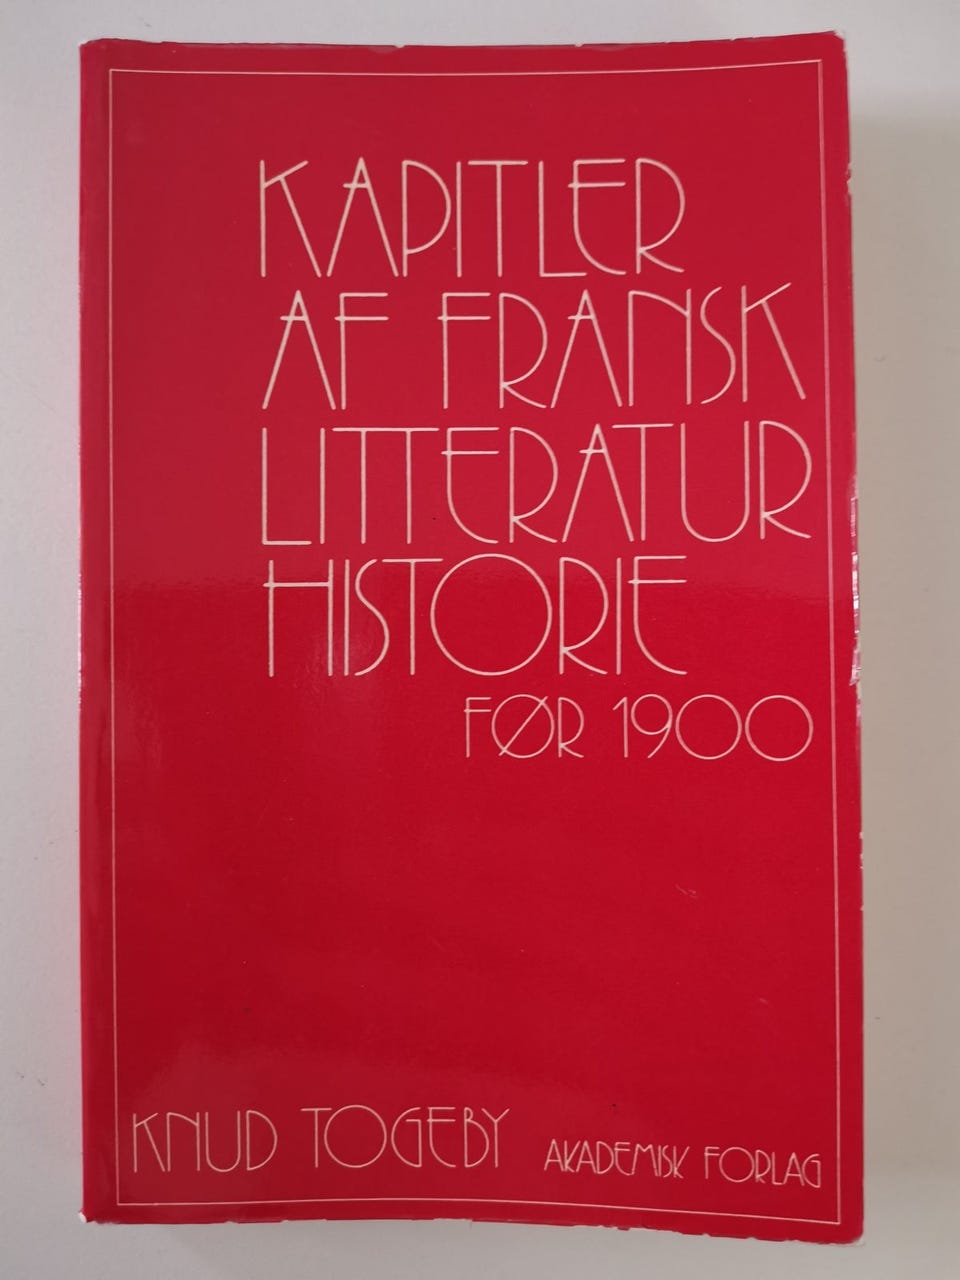 KAPITLER
AF FRANSK
LITTERATUR
HISTORIE
FØR 1900
KNUD TOGEBY AKADEMISK FORLAG